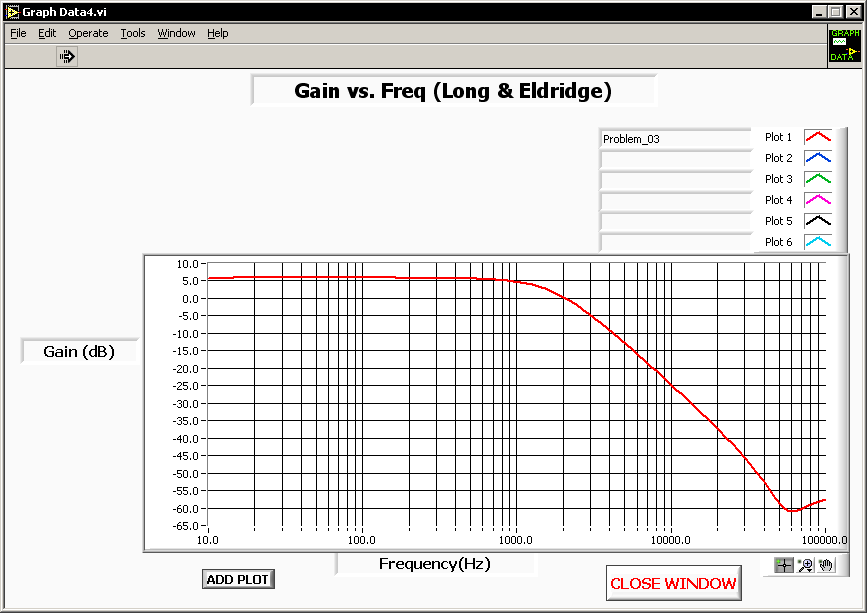 Graph Data4.vi
File Edit Operate Tools Window Help
GRAPH
DATA
Gain vs. Freq (Long & Eldridge)
Problem_03 Plot 1
Plot 2
Plot 3
Plot 4
Plot 5
Plot 6
10.0
5.0
0.0
-5.0
-10.0
-15.0
-20.0
-25.0
-30.0
-35.0
-40.0
-45.0
-50.0
-55.0
-60.0
-65.0
Gain (dB)
10.0 100.0 1000.0 10000.0 100000.0
Frequency(Hz)
ADD PLOT
CLOSE WINDOW